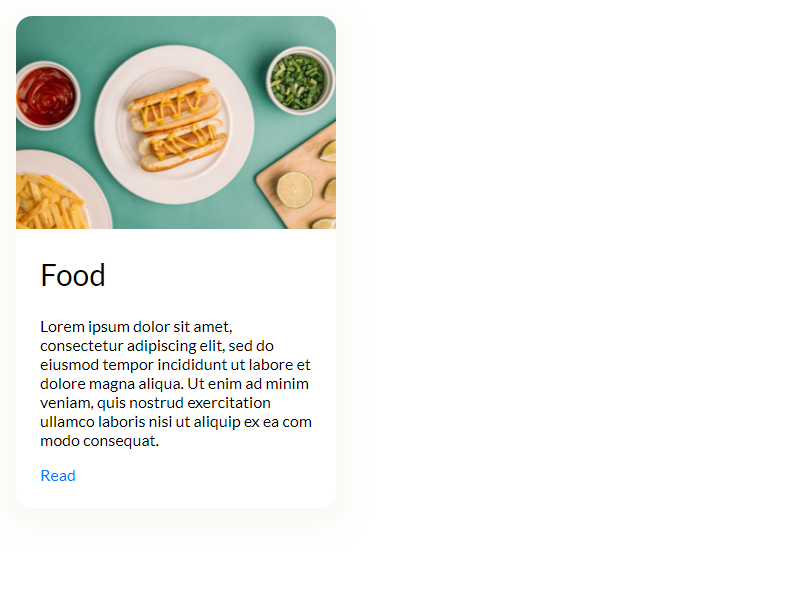 Food
Lorem ipsum dolor sit amet,
consectetur adipiscing elit, sed do
eiusmod tempor incididunt ut labore et
dolore magna aliqua. Ut enim ad minim
veniam, quis nostrud exercitation
ullamco laboris nisi ut aliquip ex ea com
modo consequat.
Read